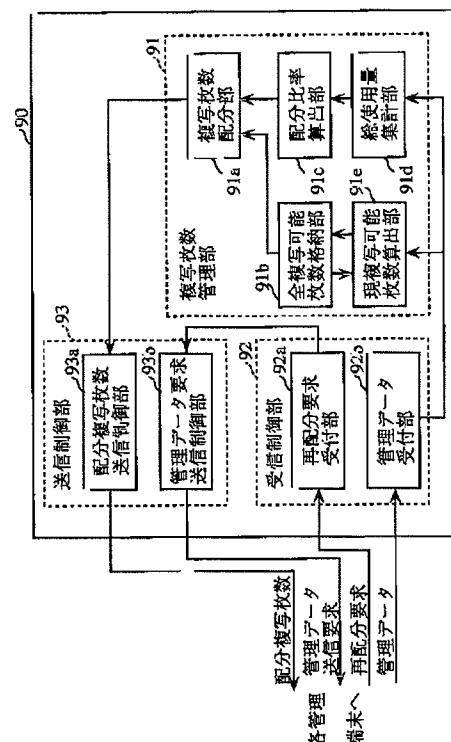 90
91
複写枚数
管理部
複写枚数
配分部
91a
配分比率
算出部
91c
総使用量
集計部
91d
全複写可能
枚数格納部
91b
現複写可能
枚数算出部
91e
93
送信制御部
93a
配分複写枚数
送信制御部
93b
管理データ要求
送信制御部
92
受信制御部
92a
再配分要求
受付部
92b
管理データ
受付部
配分複写枚数
管理データ
送信要求
再配分要求
管理データ
各管理
端末へ